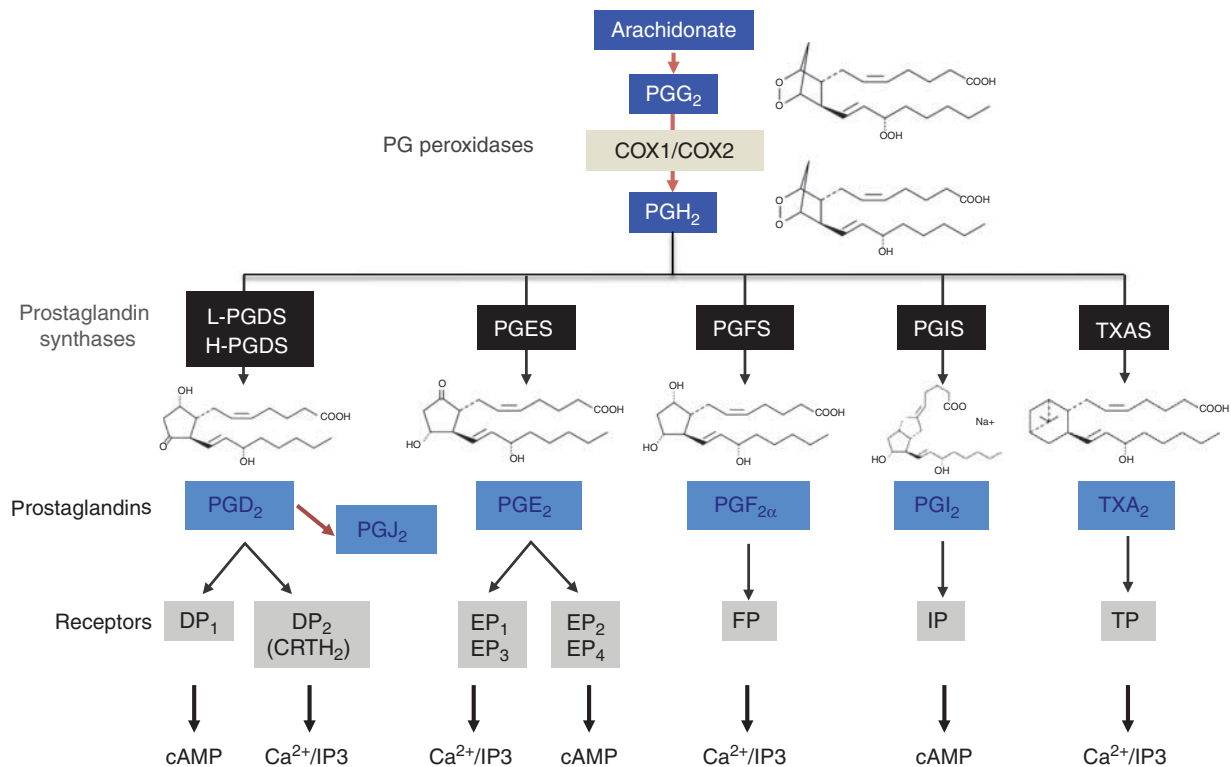 Arachidonate
PGG₂
COOH
O
O
OOH
PG peroxidases
COX1/COX2
PGH₂
COOH
O
O
OH
Prostaglandin
synthases
L-PGDS
H-PGDS
PGES
PGFS
PGIS
TXAS
OH
COOH
O
OH
O
COOH
HO
OH
OH
COOH
HO
OH
COO
Na+
HO
OH
COOH
OH
Prostaglandins
PGD₂
PGJ₂
PGE₂
PGF₂α
PGI₂
TXA₂
Receptors
DP₁
DP₂
(CRTH₂)
EP₁
EP₃
EP₂
EP₄
FP
IP
TP
cAMP
Ca²⁺/IP3
Ca²⁺/IP3
cAMP
Ca²⁺/IP3
cAMP
Ca²⁺/IP3